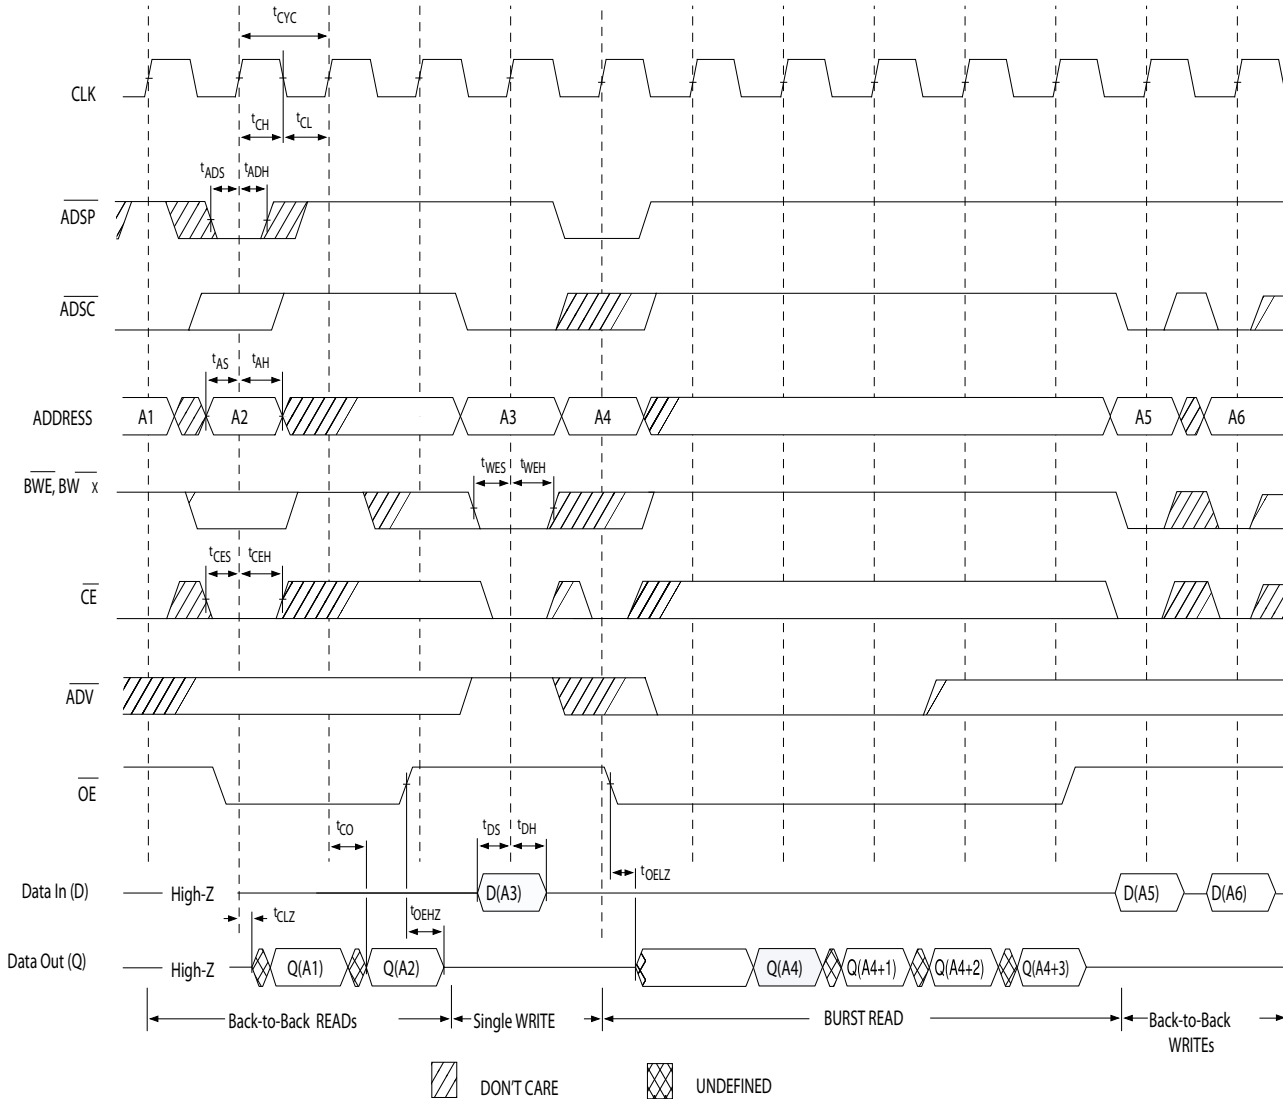 tCYC
CLK
tCH
tCL
tADS
tADH
ADSP
ADSC
tAS
tAH
ADDRESS
A1
A2
A3
A4
A5
A6
tWES
tWEH
BWE, BW X
tCES
tCEH
CE
ADV
OE
tCO
tDS
tDH
tOELZ
Data In (D)
High-Z
D(A3)
D(A5)
D(A6)
tCLZ
tOEHZ
Data Out (Q)
High-Z
Q(A1)
Q(A2)
Q(A4)
Q(A4+1)
Q(A4+2)
Q(A4+3)
Back-to-Back READs
Single WRITE
BURST READ
Back-to-Back
WRITEs
DON'T CARE
UNDEFINED